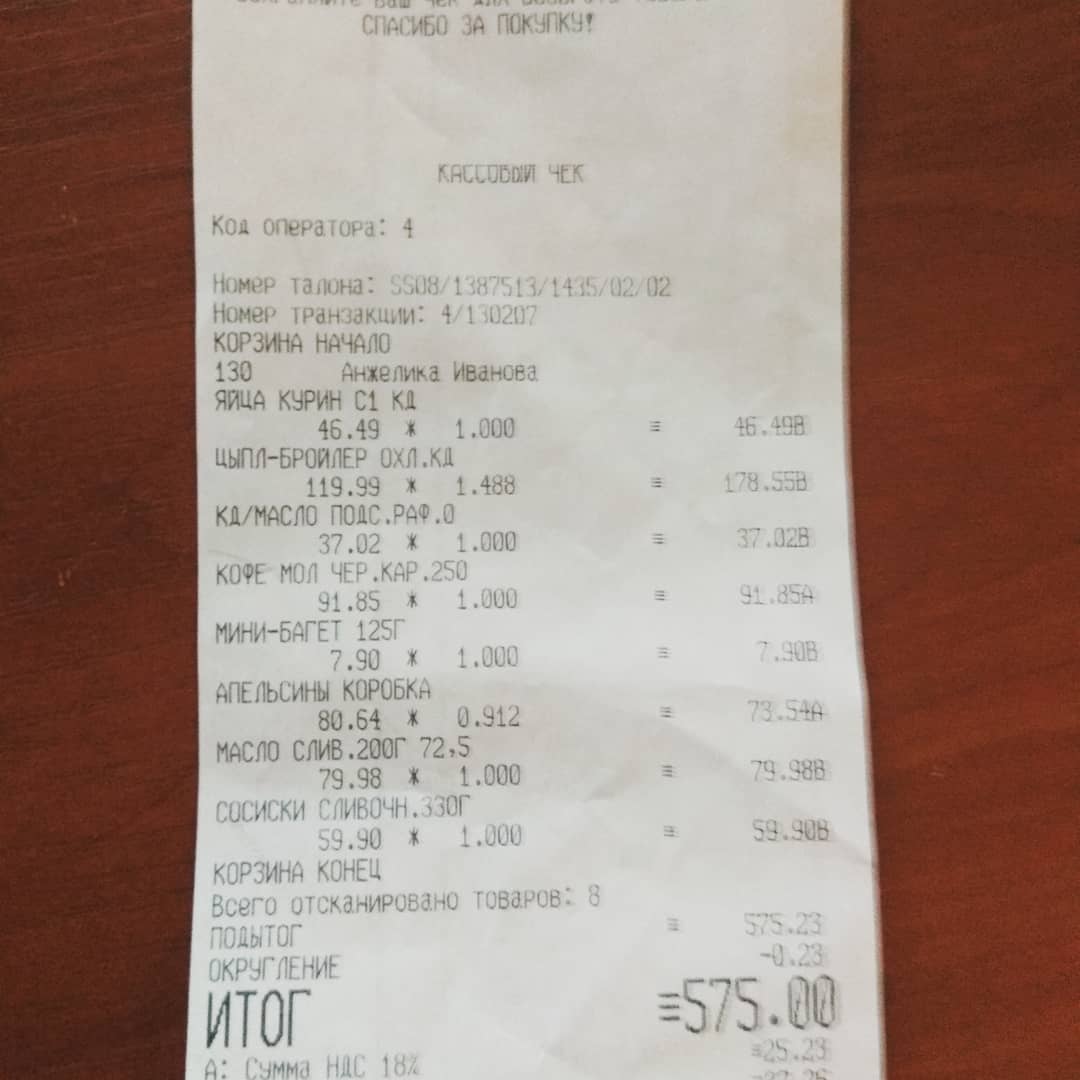 СОХРАНЯЙТЕ ВАШ ЧЕК ДЛЯ
СПАСИБО ЗА ПОКУПКУ!
КАССОВЫЙ ЧЕК
Код оператора: 4
Номер талона: SS08/1387513/1435/02/02
Номер транзакции: 4/130207
КОРЗИНА НАЧАЛО
130 Анжелика Иванова
ЯЙЦА КУРИН С1 КД
46.49 * 1.000 ≡ 46.49В
ЦЫПЛ-БРОЙЛЕР ОХЛ.КД
119.99 * 1.488 ≡ 178.55В
КД/МАСЛО ПОДС.РАФ.0
37.02 * 1.000 ≡ 37.02В
КОФЕ МОЛ ЧЕР.КАР.250
91.85 * 1.000 ≡ 91.85А
МИНИ-БАГЕТ 125Г
7.90 * 1.000 ≡ 7.90В
АПЕЛЬСИНЫ КОРОБКА
80.64 * 0.912 ≡ 73.54А
МАСЛО СЛИВ.200Г 72,5
79.98 * 1.000 ≡ 79.98В
СОСИСКИ СЛИВОЧН.330Г
59.90 * 1.000 ≡ 59.90В
КОРЗИНА КОНЕЦ
Всего отсканировано товаров: 8
ПОДЫТОГ ≡ 575.23
ОКРУГЛЕНИЕ -0.23
ИТОГ ≡575.00
А: Сумма НДС 18% ≡25.23